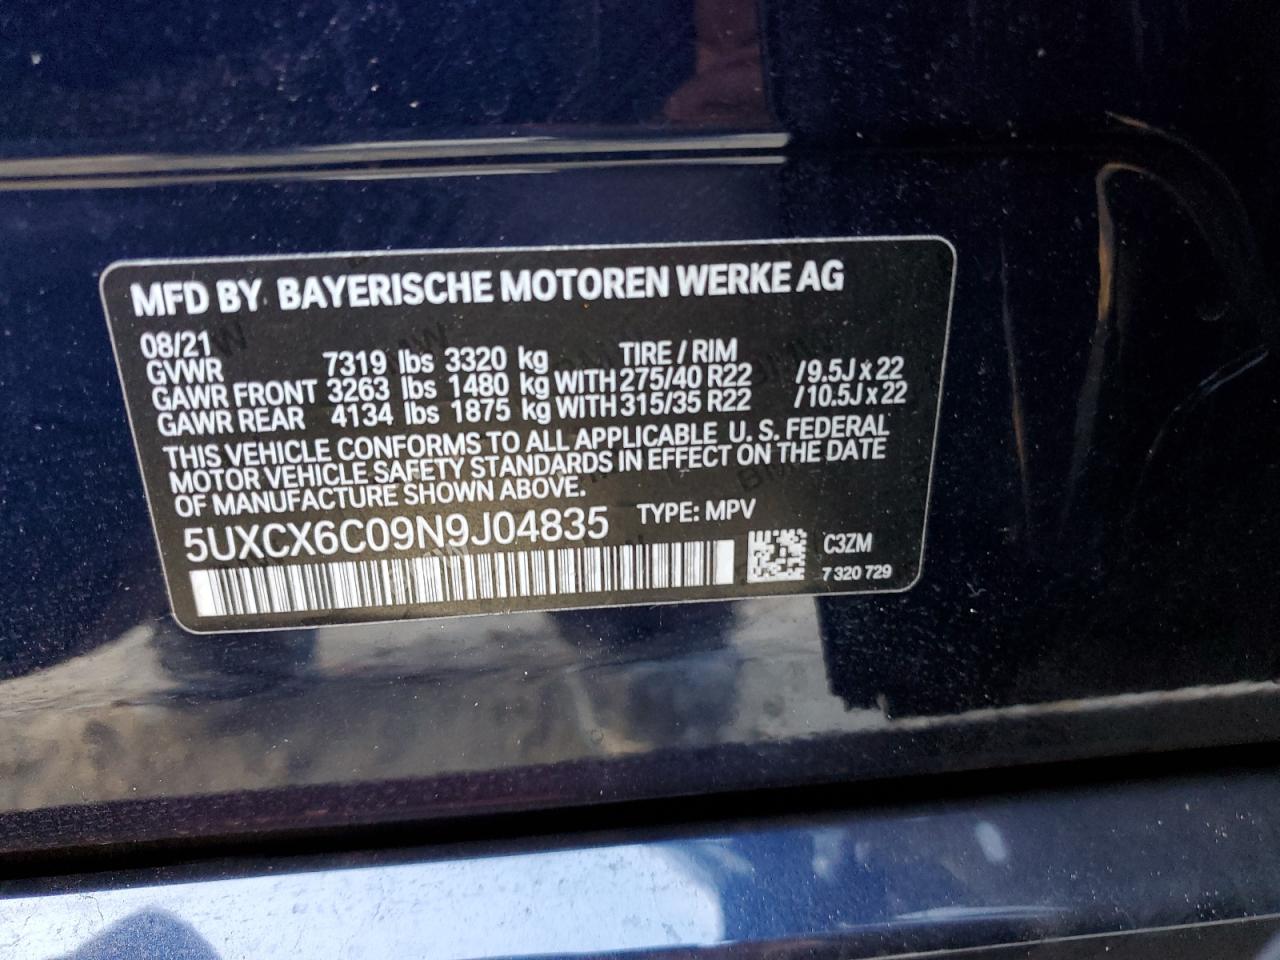 MFD BY BAYERISCHE MOTOREN WERKE AG
08/21
TIRE / RIM
GVWR 7319 lbs 3320 kg
GAWR FRONT 3263 lbs 1480 kg WITH 275/40 R22 /9.5J x 22
GAWR REAR 4134 lbs 1875 kg WITH 315/35 R22 /10.5J x 22
THIS VEHICLE CONFORMS TO ALL APPLICABLE U. S. FEDERAL
MOTOR VEHICLE SAFETY STANDARDS IN EFFECT ON THE DATE
OF MANUFACTURE SHOWN ABOVE.
5UXCX6C09N9J04835 TYPE: MPV
C3ZM
7 320 729